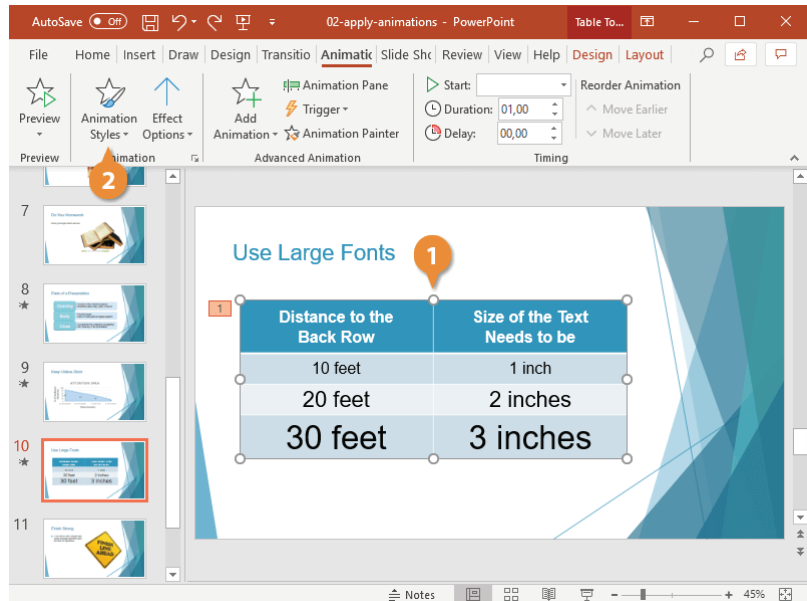 AutoSave Off 02-apply-animations - PowerPoint Table To...
File Home Insert Draw Design Transitio Animatic Slide Shc Review View Help Design Layout
Preview
Animation Styles
Effect Options
Add Animation
Animation Pane
Trigger
Animation Painter
Start:
Duration: 01,00
Delay: 00,00
Reorder Animation
Move Earlier
Move Later
Preview Animation Advanced Animation Timing
2
7
8
9
10
11
FINISH
LINE
AHEAD
Use Large Fonts
1
1
Distance to the Size of the Text
Back Row Needs to be
10 feet 1 inch
20 feet 2 inches
30 feet 3 inches
Notes 45%